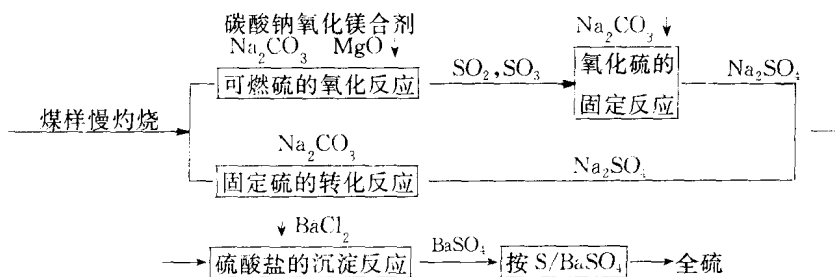 碳酸钠氧化镁合剂
Na₂CO₃ MgO Na₂CO₃
可燃硫的氧化反应 SO₂,SO₃ 氧化硫的固定反应 Na₂SO₄
煤样慢灼烧
Na₂CO₃
固定硫的转化反应 Na₂SO₄
BaCl₂
硫酸盐的沉淀反应 BaSO₄ 按 S/BaSO₄ 全硫